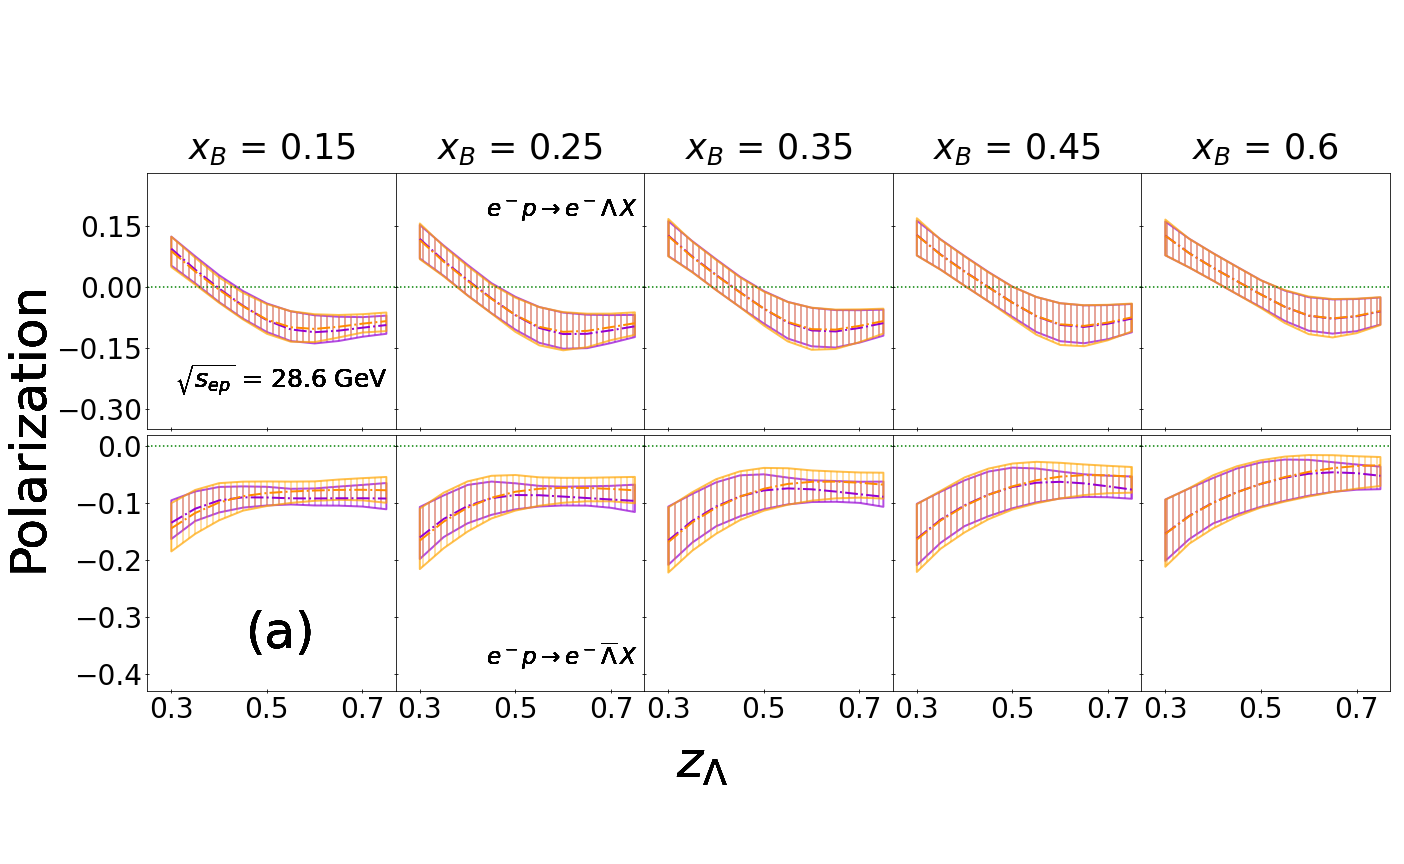 x_B = 0.15 x_B = 0.25 x_B = 0.35 x_B = 0.45 x_B = 0.6
e⁻p→e⁻ΛX
0.15
0.00
−0.15
−0.30
√s_ep = 28.6 GeV
Polarization
0.0
−0.1
−0.2
−0.3
−0.4
(a)
e⁻p→e⁻Λ̅X
0.3 0.5 0.7 0.3 0.5 0.7 0.3 0.5 0.7 0.3 0.5 0.7 0.3 0.5 0.7
z_Λ